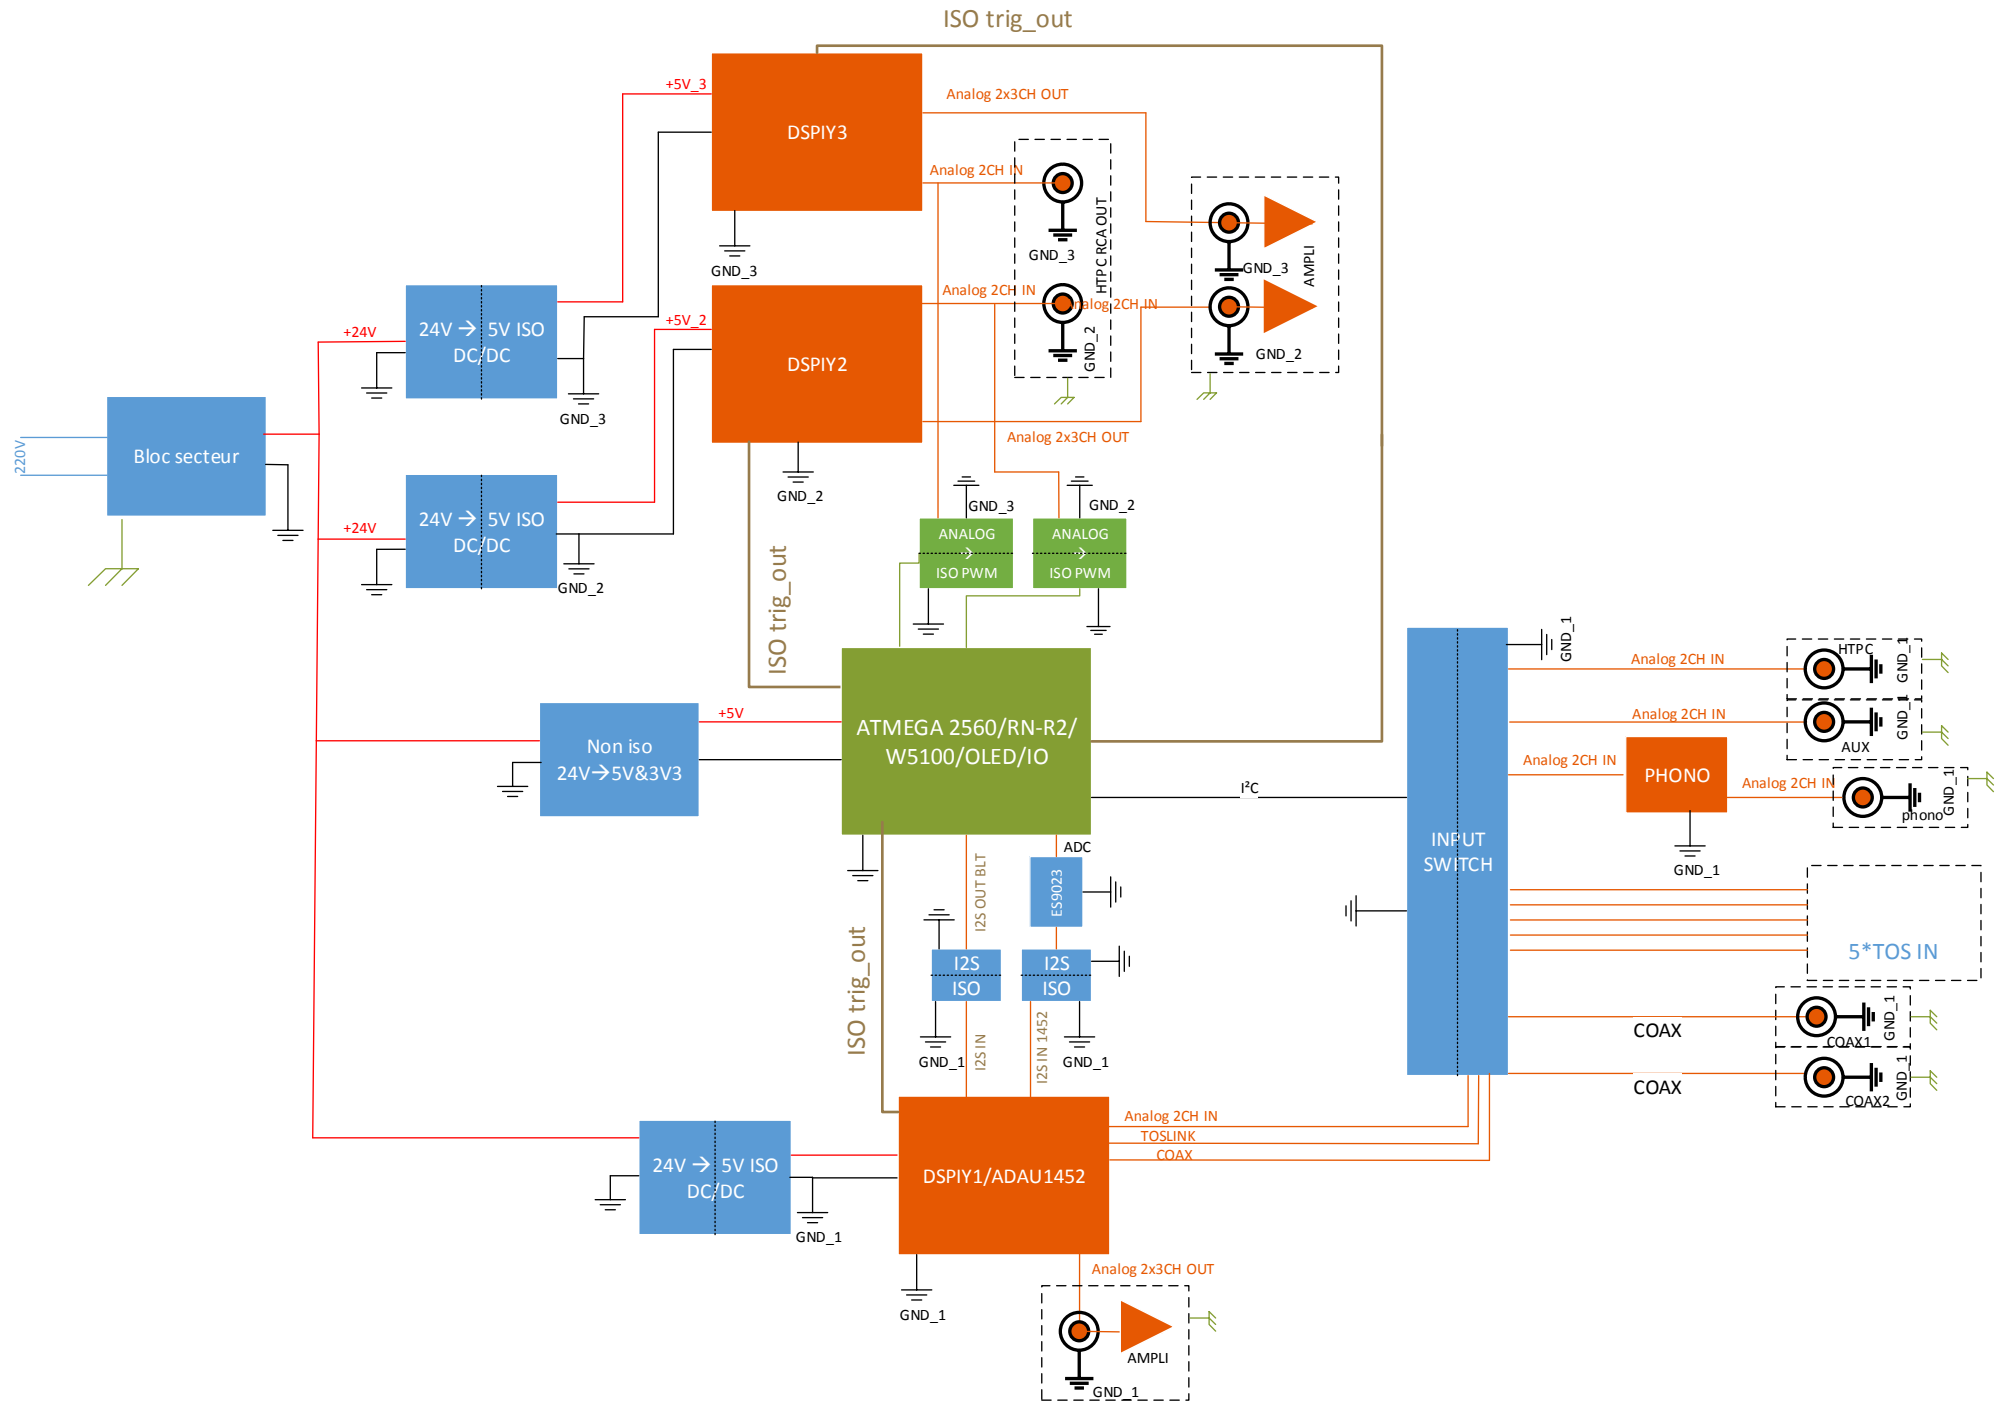 ISO trig_out
+5V_3
Analog 2x3CH OUT
DSPIY3
Analog 2CH IN
HTPC RCA OUT
GND_3
GND_3
GND_3
AMPLI
+24V
24V → 5V ISO
DC/DC
GND_3
+5V_2
Analog 2CH IN
Analog 2CH IN
DSPIY2
GND_2
GND_2
Analog 2x3CH OUT
220V
Bloc secteur
GND_2
+24V
24V → 5V ISO
DC/DC
GND_2
GND_3
GND_2
ANALOG
→
ISO PWM
ANALOG
→
ISO PWM
ISO trig_out
+5V
Non iso
24V→5V&3V3
ATMEGA 2560/RN-R2/
W5100/OLED/IO
I²C
GND_1
INPUT
SWITCH
Analog 2CH IN
HTPC
GND_1
Analog 2CH IN
AUX
GND_1
Analog 2CH IN
PHONO
GND_1
Analog 2CH IN
phono
GND_1
5*TOS IN
COAX
COAX1
GND_1
COAX
COAX2
GND_1
ADC
ES9023
I2S OUT BLT
ISO trig_out
I2S
ISO
I2S
ISO
GND_1
I2S IN
I2S IN 1452
GND_1
24V → 5V ISO
DC/DC
GND_1
DSPIY1/ADAU1452
Analog 2CH IN
TOSLINK
COAX
GND_1
Analog 2x3CH OUT
AMPLI
GND_1